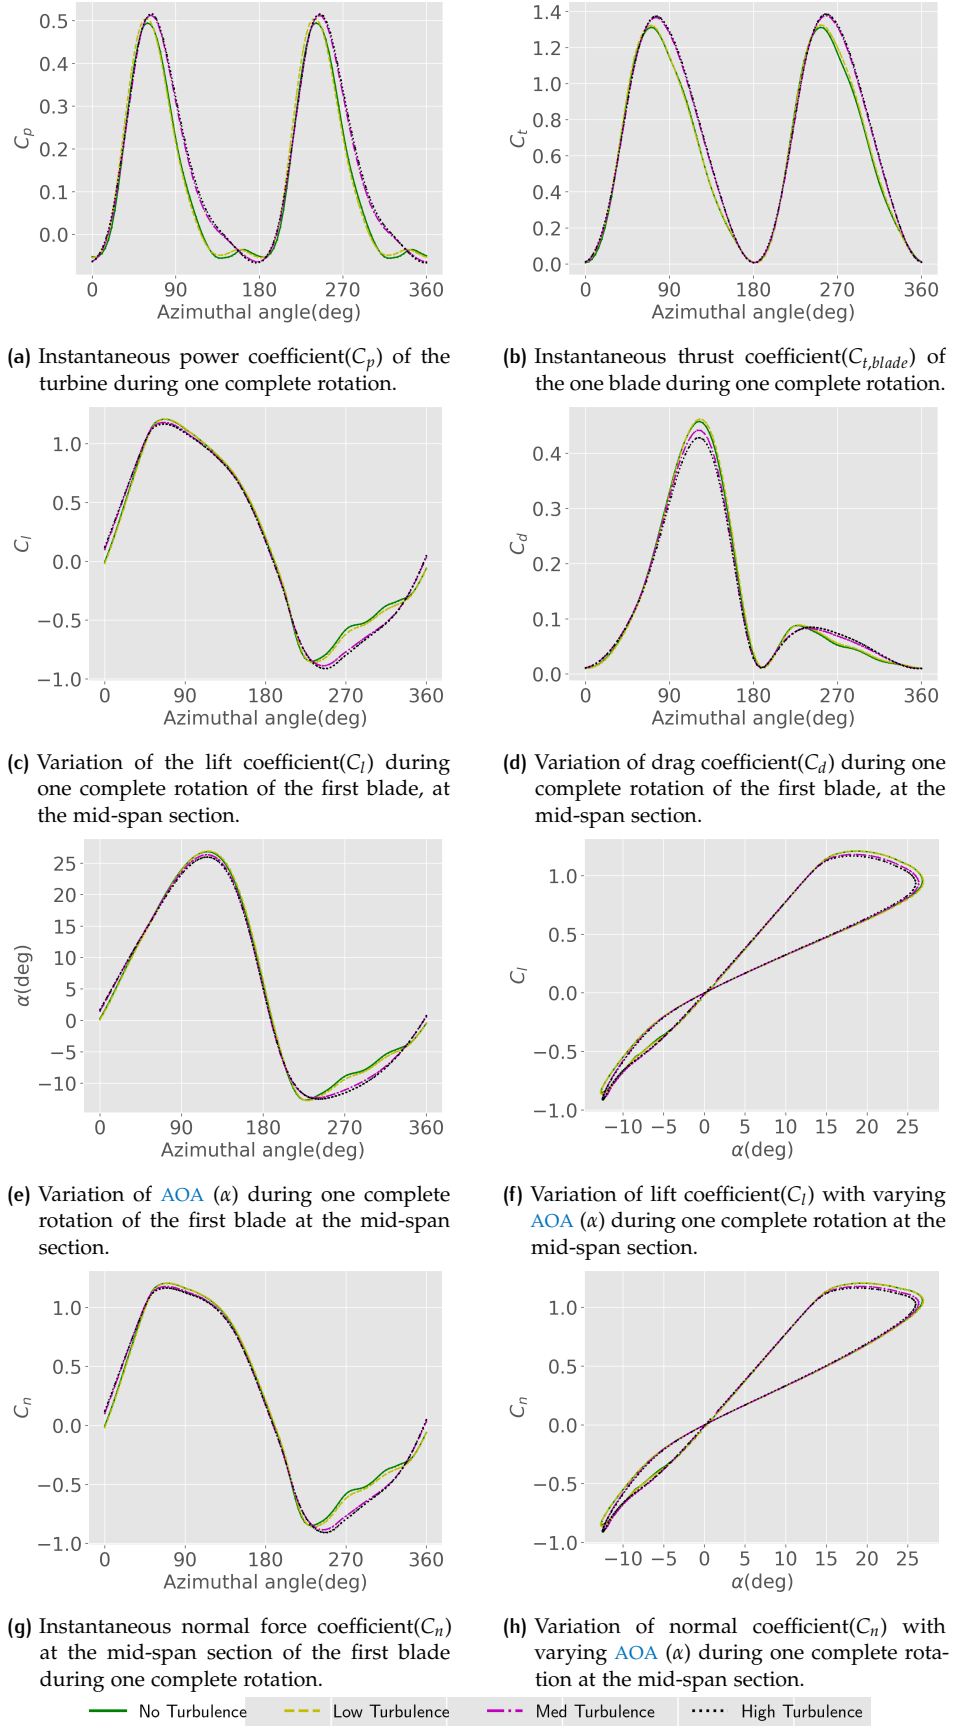 0.5
0.4
0.3
0.2
0.1
0.0
C_p
0 90 180 270 360
Azimuthal angle(deg)
1.4
1.2
1.0
0.8
0.6
0.4
0.2
0.0
C_t
0 90 180 270 360
Azimuthal angle(deg)
(a) Instantaneous power coefficient(C_p) of the
turbine during one complete rotation.
(b) Instantaneous thrust coefficient(C_{t,blade}) of
the one blade during one complete rotation.
1.0
0.5
0.0
−0.5
−1.0
C_l
0 90 180 270 360
Azimuthal angle(deg)
0.4
0.3
0.2
0.1
0.0
C_d
0 90 180 270 360
Azimuthal angle(deg)
(c) Variation of the lift coefficient(C_l) during
one complete rotation of the first blade, at
the mid-span section.
(d) Variation of drag coefficient(C_d) during one
complete rotation of the first blade, at the
mid-span section.
25
20
15
10
5
0
−5
−10
α(deg)
0 90 180 270 360
Azimuthal angle(deg)
1.0
0.5
0.0
−0.5
−1.0
C_l
−10 −5 0 5 10 15 20 25
α(deg)
(e) Variation of AOA (α) during one complete
rotation of the first blade at the mid-span
section.
(f) Variation of lift coefficient(C_l) with varying
AOA (α) during one complete rotation at the
mid-span section.
1.0
0.5
0.0
−0.5
−1.0
C_n
0 90 180 270 360
Azimuthal angle(deg)
1.0
0.5
0.0
−0.5
−1.0
C_n
−10 −5 0 5 10 15 20 25
α(deg)
(g) Instantaneous normal force coefficient(C_n)
at the mid-span section of the first blade
during one complete rotation.
(h) Variation of normal coefficient(C_n) with
varying AOA (α) during one complete rota-
tion at the mid-span section.
No Turbulence Low Turbulence Med Turbulence High Turbulence